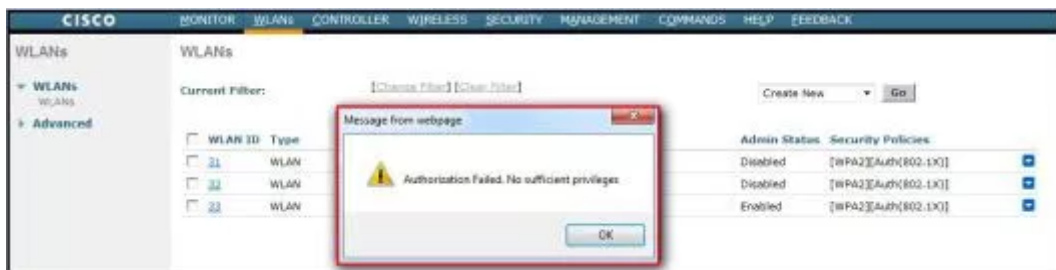 CISCO
MONITOR WLANs CONTROLLER WIRELESS SECURITY MANAGEMENT COMMANDS HELP FEEDBACK
WLANs
WLANs
WLANs
Advanced
WLANs
Current Filter: [Change Filter] [Clear Filter]
Create New Go
WLAN ID Type Admin Status Security Policies
31 WLAN Disabled [WPA2][Auth(802.1X)]
32 WLAN Disabled [WPA2][Auth(802.1X)]
33 WLAN Enabled [WPA2][Auth(802.1X)]
Message from webpage
Authorization Failed. No sufficient privileges
OK